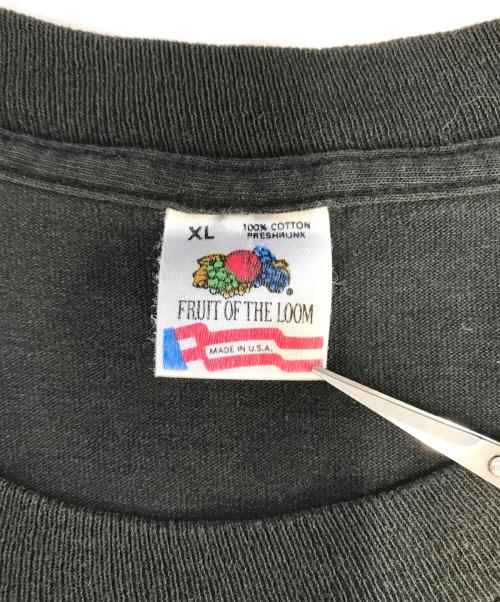 XL
100% COTTON
PRESHRUNK
®
FRUIT OF THE LOOM
MADE IN U.S.A.